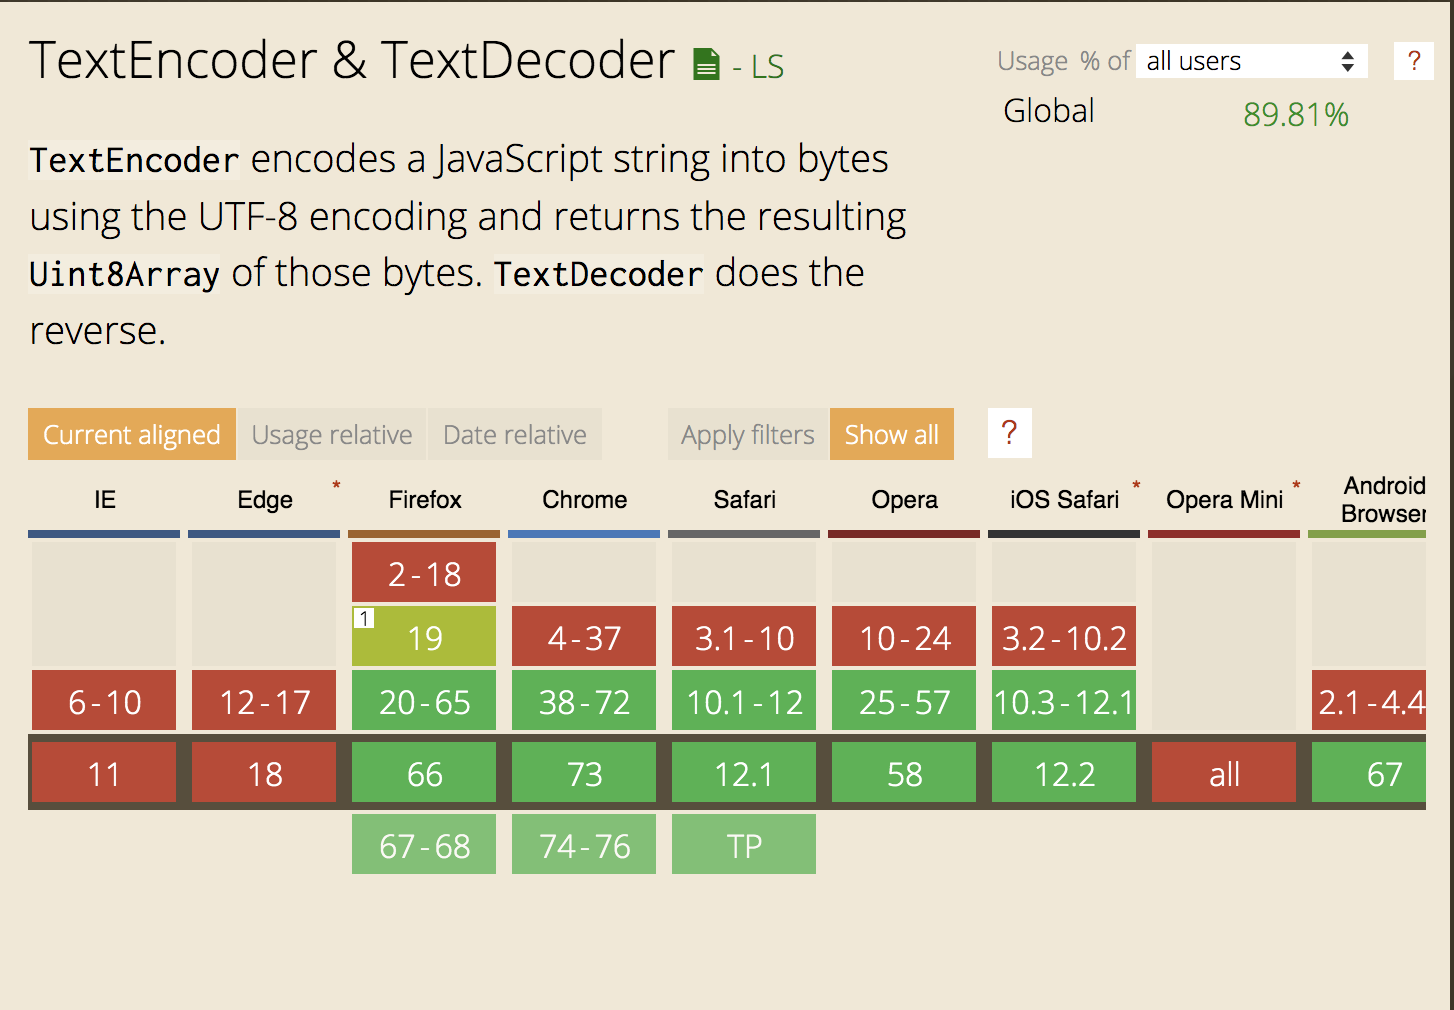 TextEncoder & TextDecoder - LS
Usage % of all users ?
Global 89.81%
TextEncoder encodes a JavaScript string into bytes
using the UTF-8 encoding and returns the resulting
Uint8Array of those bytes. TextDecoder does the
reverse.
Current aligned Usage relative Date relative Apply filters Show all ?
IE Edge * Firefox Chrome Safari Opera iOS Safari * Opera Mini * Android
Browser
2-18
1 19 4-37 3.1-10 10-24 3.2-10.2
6-10 12-17 20-65 38-72 10.1-12 25-57 10.3-12.1 2.1-4.4
11 18 66 73 12.1 58 12.2 all 67
67-68 74-76 TP